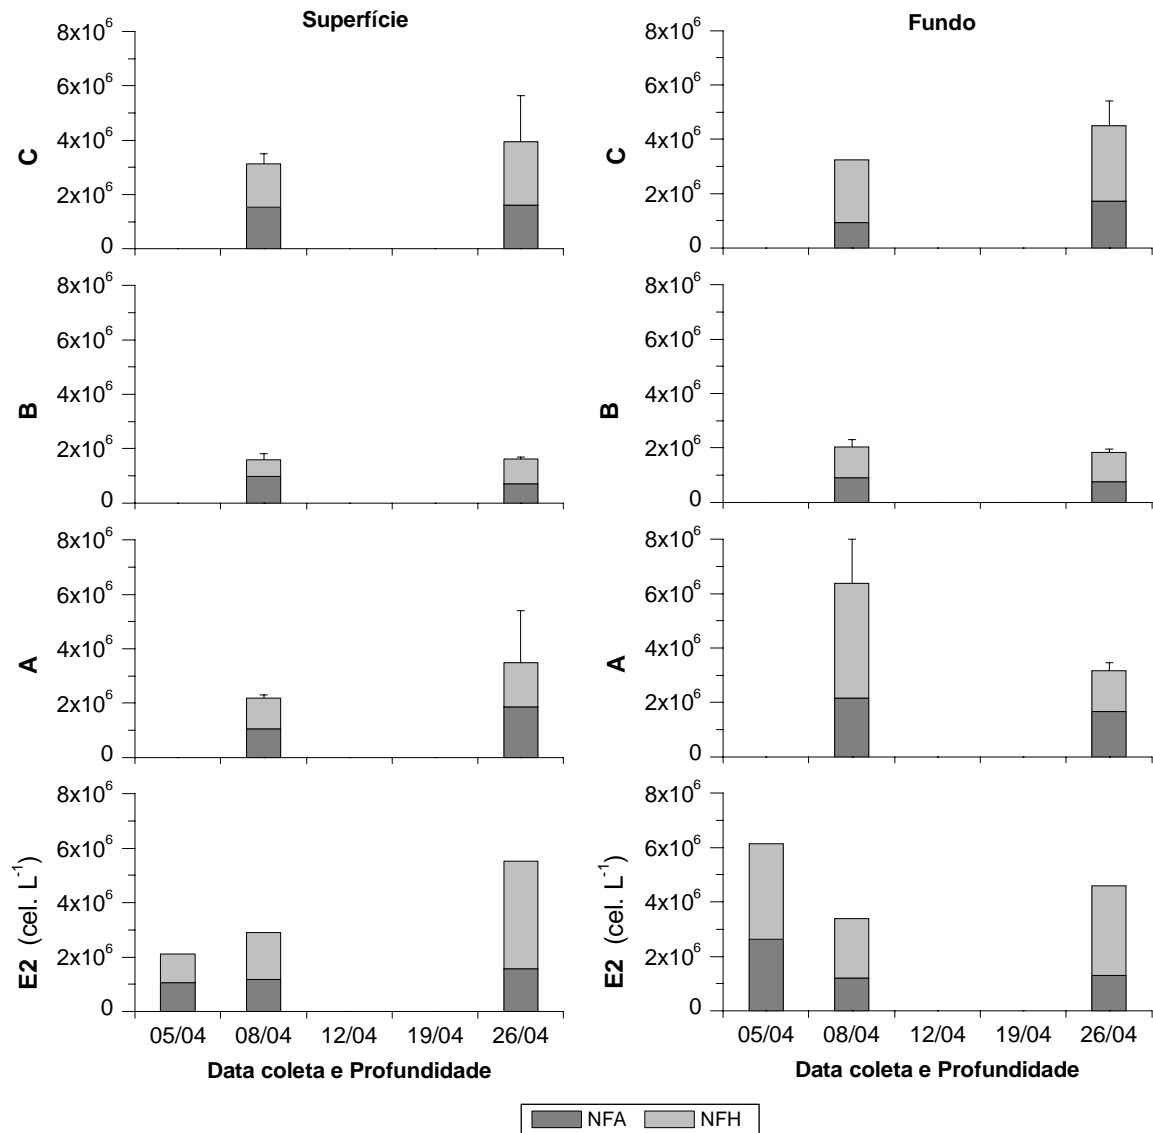 Superfície
Fundo
8x10⁶
6x10⁶
4x10⁶
2x10⁶
0
C
8x10⁶
6x10⁶
4x10⁶
2x10⁶
0
C
8x10⁶
6x10⁶
4x10⁶
2x10⁶
0
B
8x10⁶
6x10⁶
4x10⁶
2x10⁶
0
B
8x10⁶
6x10⁶
4x10⁶
2x10⁶
0
A
8x10⁶
6x10⁶
4x10⁶
2x10⁶
0
A
8x10⁶
6x10⁶
4x10⁶
2x10⁶
0
E2 (cel. L⁻¹)
05/04 08/04 12/04 19/04 26/04
Data coleta e Profundidade
8x10⁶
6x10⁶
4x10⁶
2x10⁶
0
E2 (cel. L⁻¹)
05/04 08/04 12/04 19/04 26/04
Data coleta e Profundidade
NFA NFH